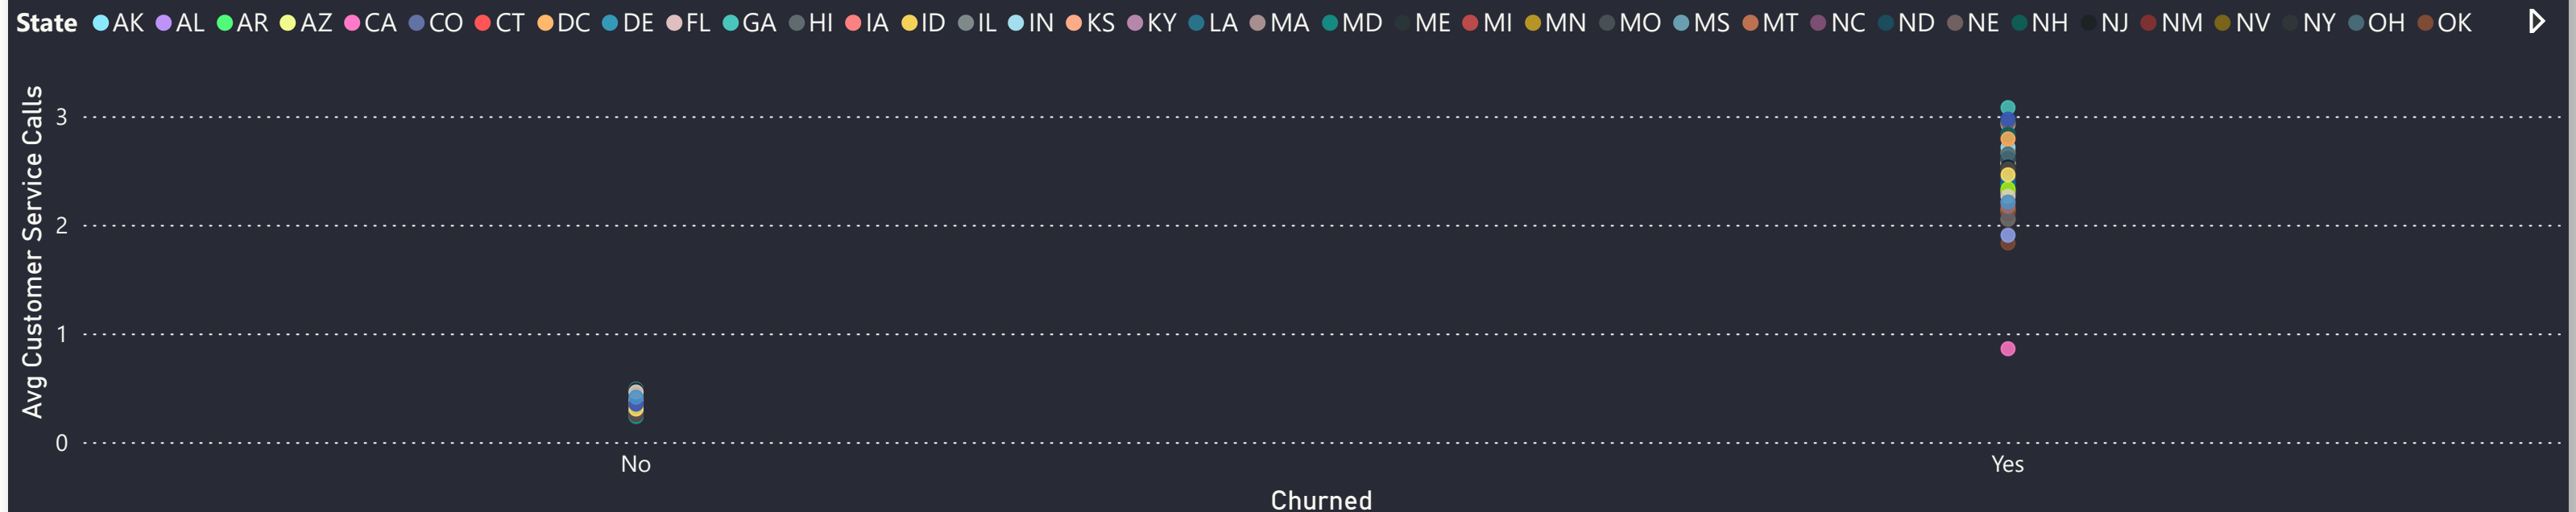 State AK AL AR AZ CA CO CT DC DE FL GA HI IA ID IL IN KS KY LA MA MD ME MI MN MO MS MT NC ND NE NH NJ NM NV NY OH OK
Avg Customer Service Calls
3
2
1
0
No Yes
Churned